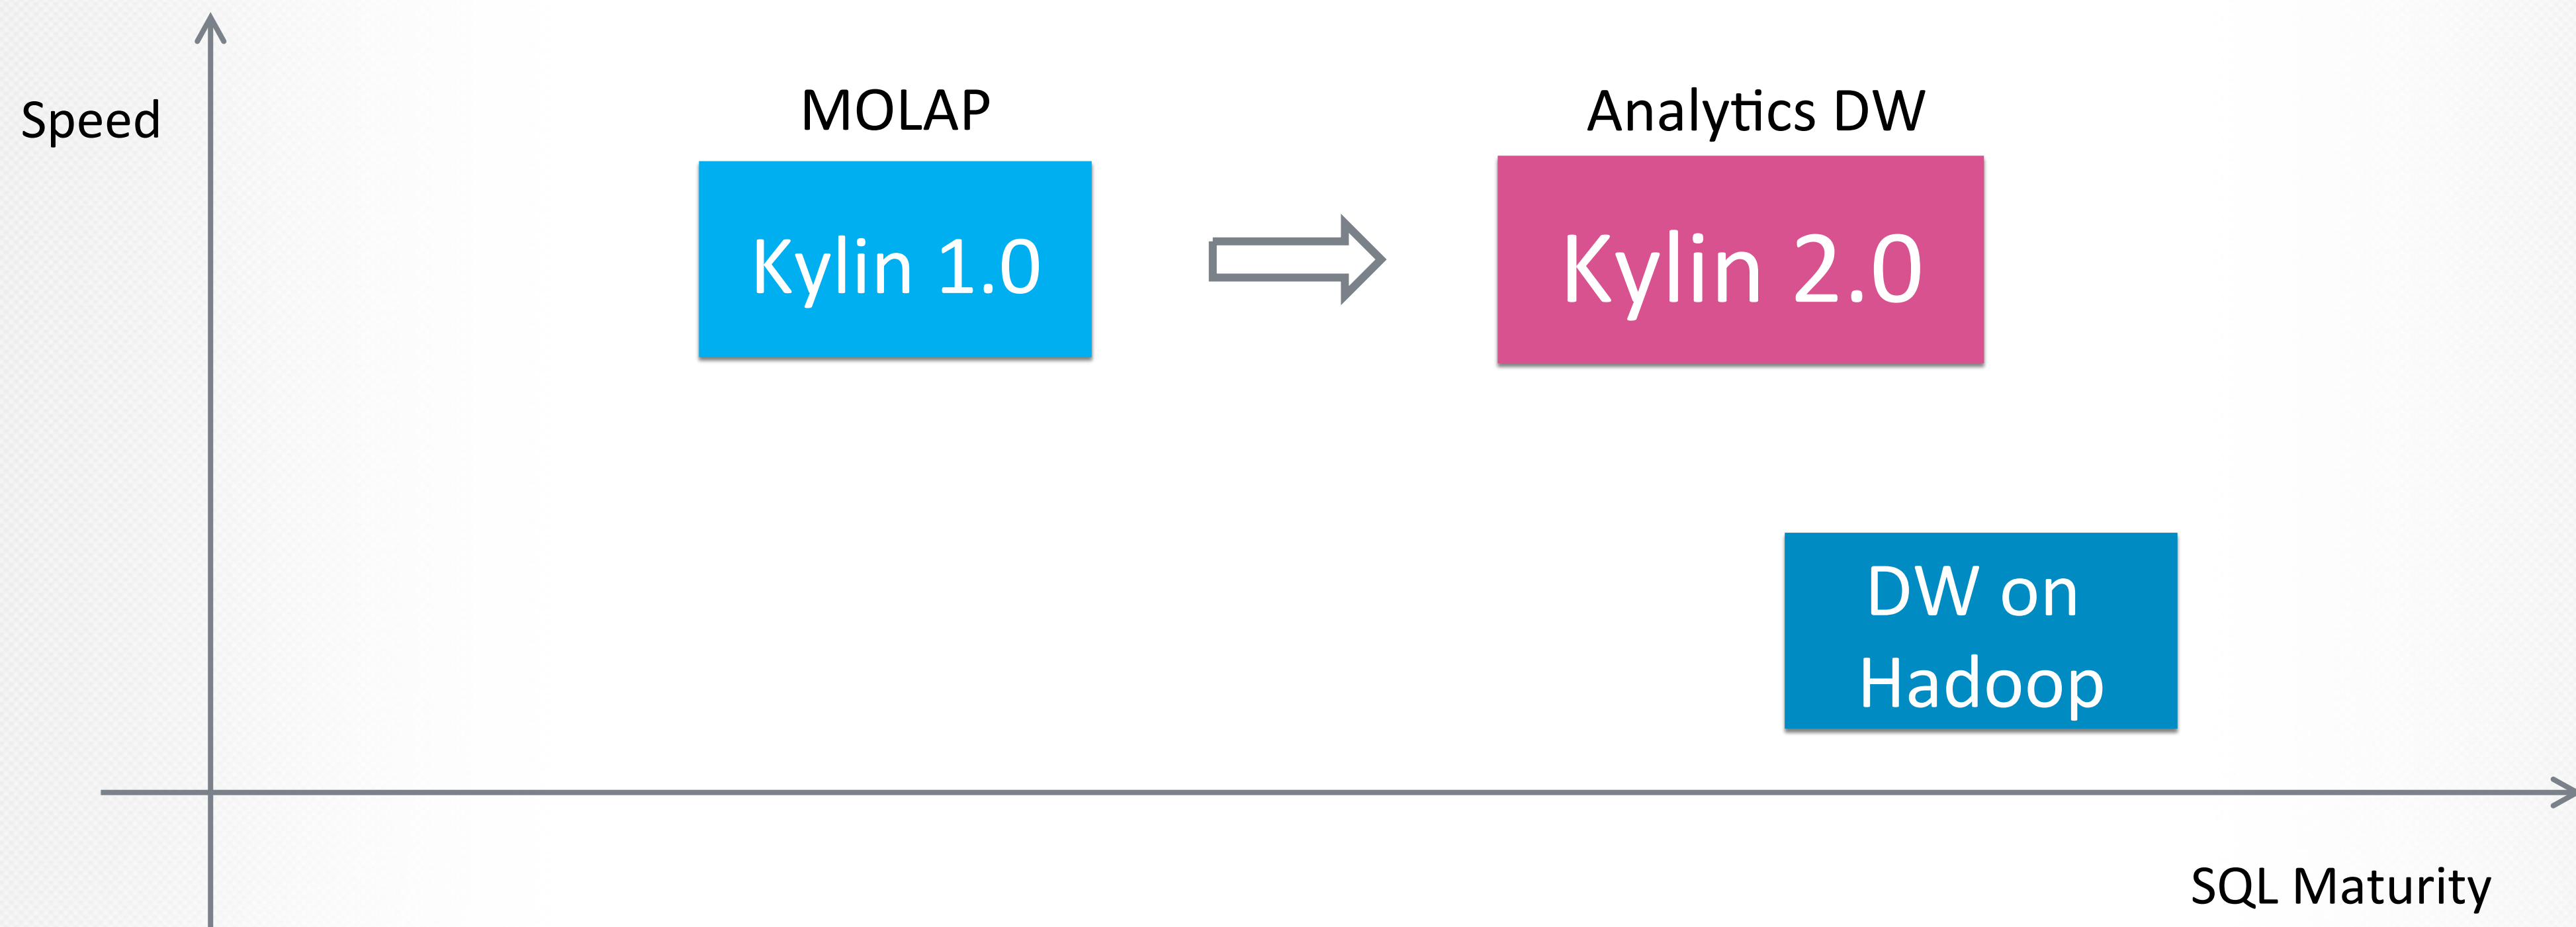 Speed
MOLAP
Analytics DW
Kylin 1.0
Kylin 2.0
DW on
Hadoop
SQL Maturity